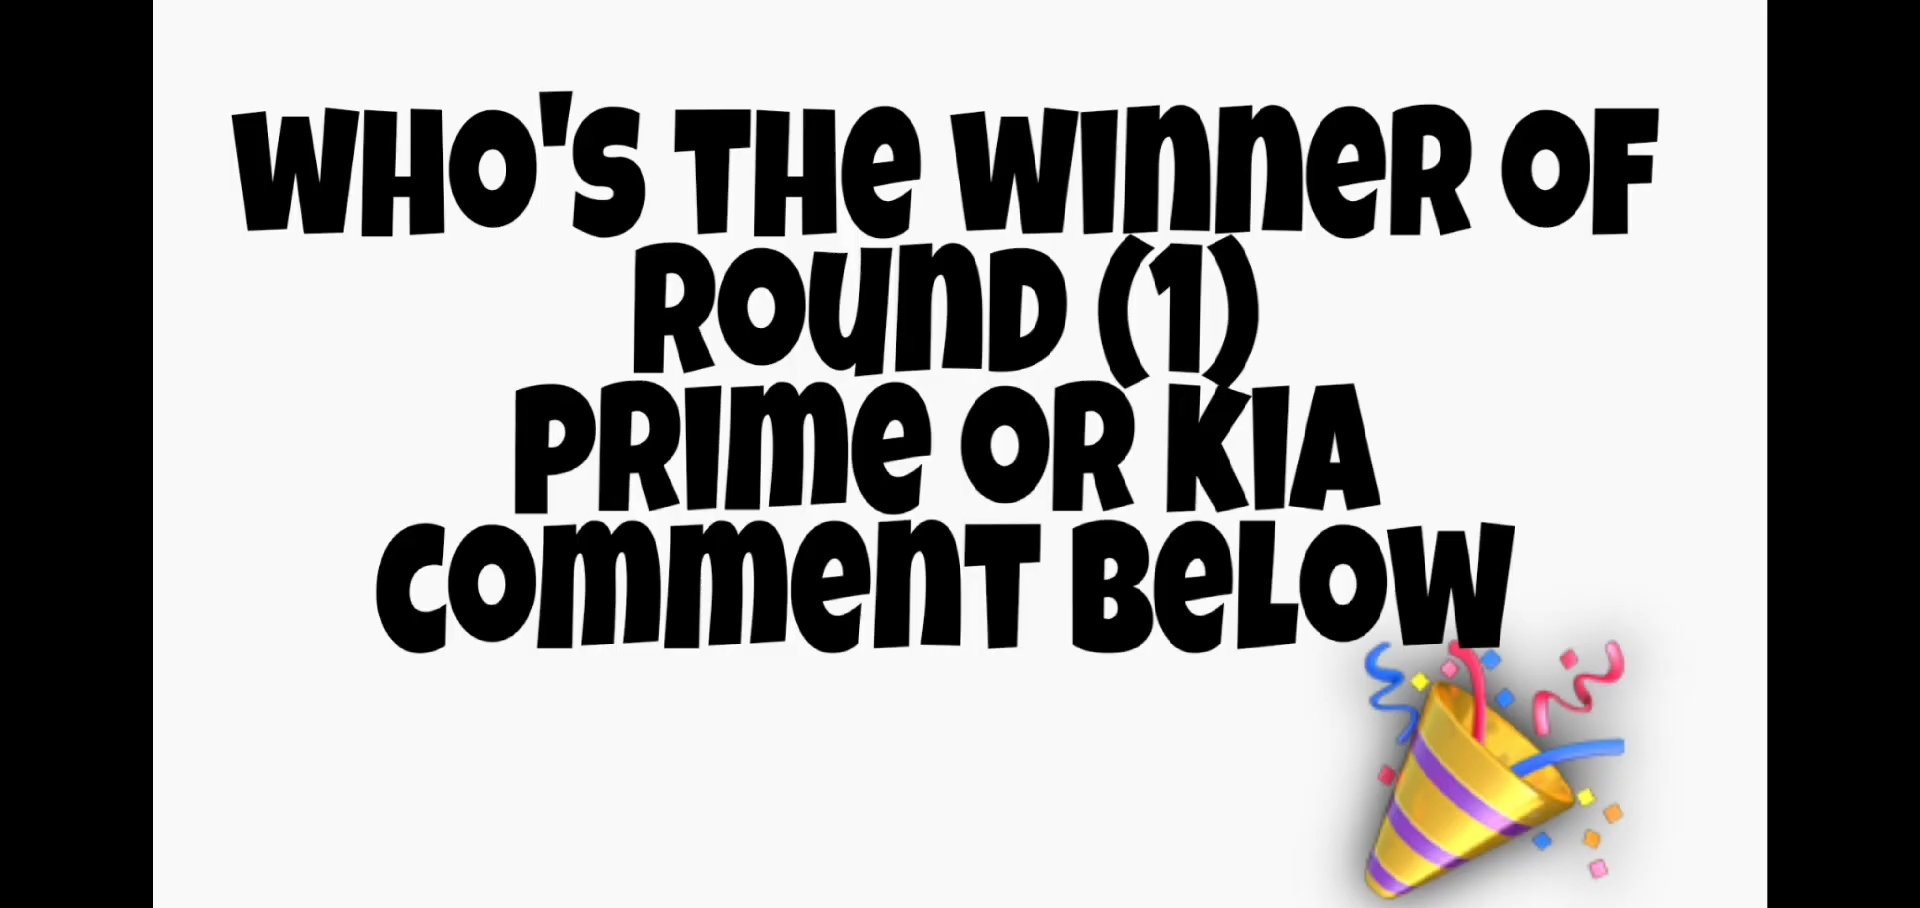 WHO'S THE WINNER OF
ROUND (1)
PRIME OR KIA
COMMENT BELOW